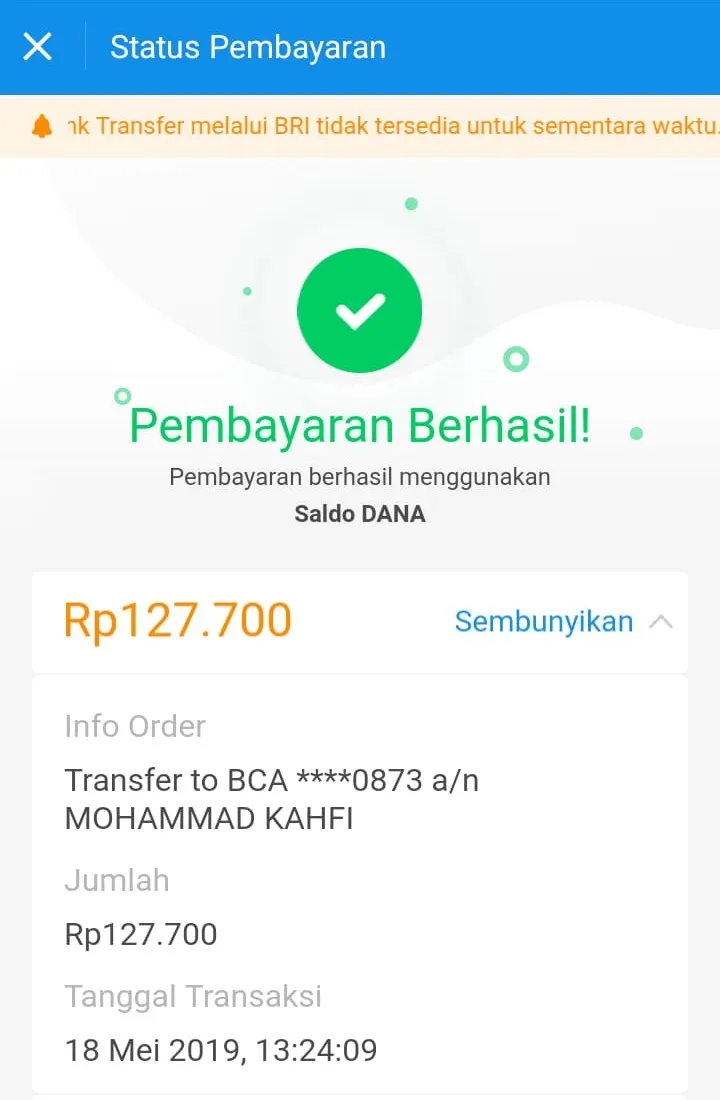 Status Pembayaran
nk Transfer melalui BRI tidak tersedia untuk sementara waktu.
Pembayaran Berhasil!
Pembayaran berhasil menggunakan
Saldo DANA
Rp127.700
Sembunyikan
Info Order
Transfer to BCA ****0873 a/n
MOHAMMAD KAHFI
Jumlah
Rp127.700
Tanggal Transaksi
18 Mei 2019, 13:24:09